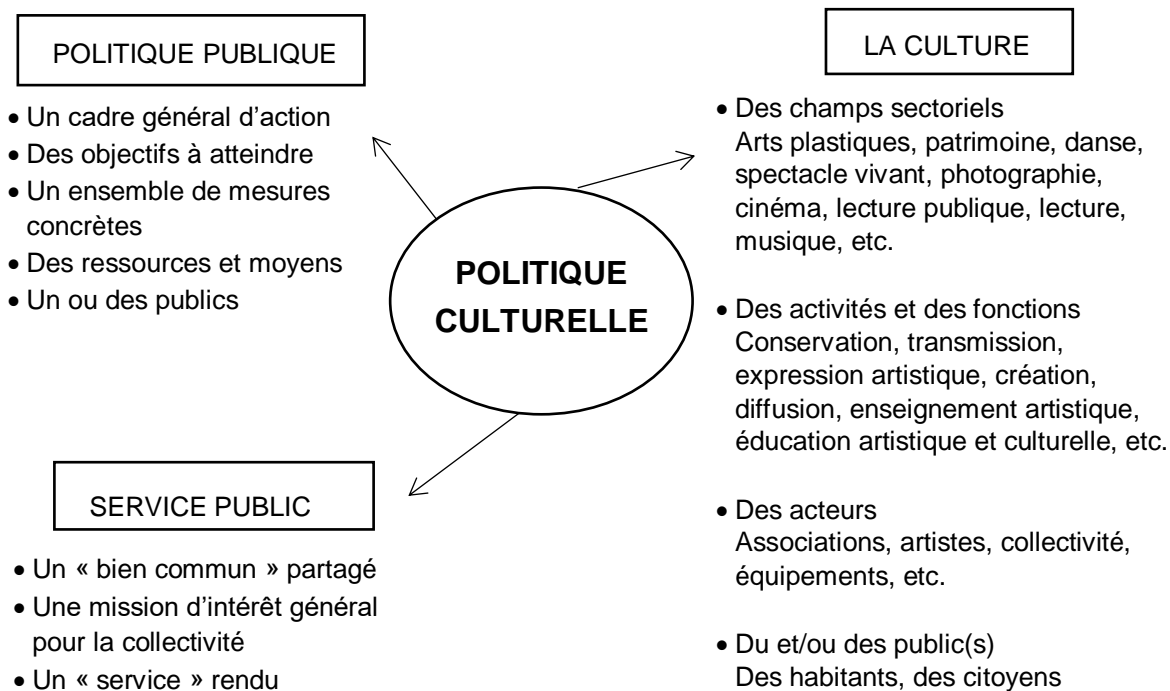 POLITIQUE PUBLIQUE
• Un cadre général d'action
• Des objectifs à atteindre
• Un ensemble de mesures
concrètes
• Des ressources et moyens
• Un ou des publics
POLITIQUE
CULTURELLE
SERVICE PUBLIC
• Un « bien commun » partagé
• Une mission d'intérêt général
pour la collectivité
• Un « service » rendu
LA CULTURE
• Des champs sectoriels
Arts plastiques, patrimoine, danse,
spectacle vivant, photographie,
cinéma, lecture publique, lecture,
musique, etc.
• Des activités et des fonctions
Conservation, transmission,
expression artistique, création,
diffusion, enseignement artistique,
éducation artistique et culturelle, etc.
• Des acteurs
Associations, artistes, collectivité,
équipements, etc.
• Du et/ou des public(s)
Des habitants, des citoyens